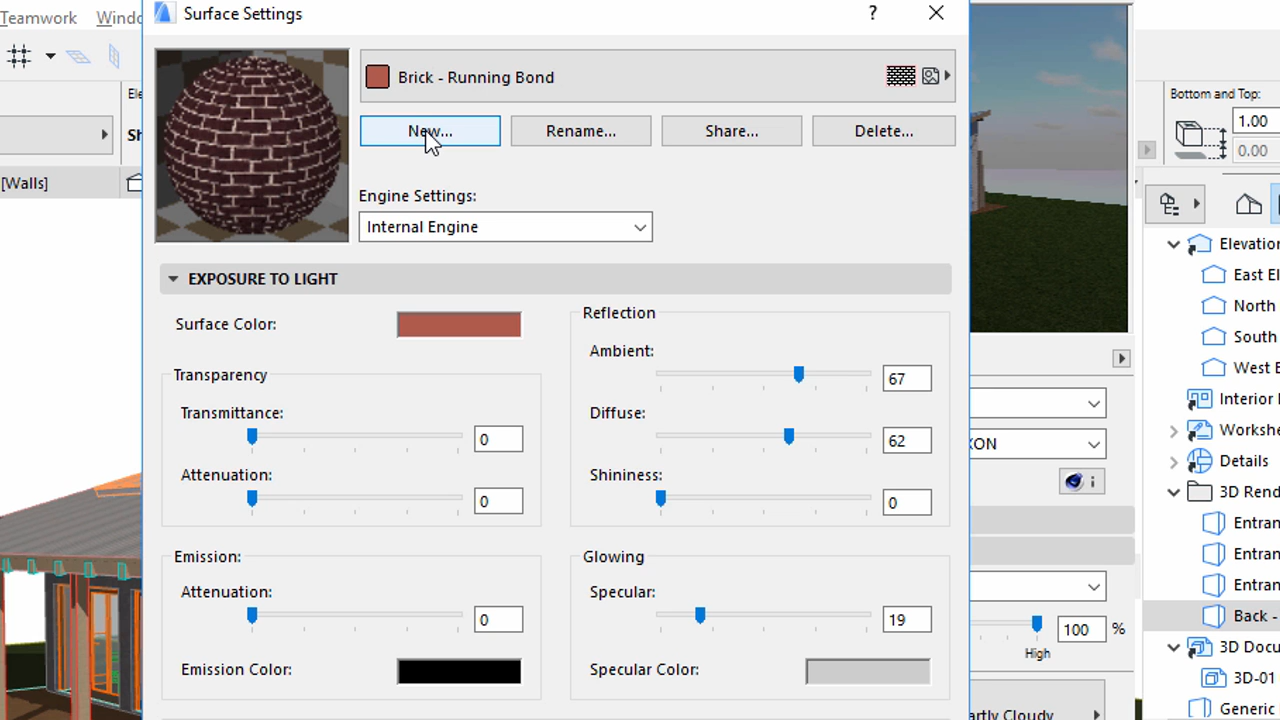 Teamwork
Windo
Surface Settings
?
Ele
Sh
[Walls]
Brick - Running Bond
New...
Rename...
Share...
Delete...
Engine Settings:
Internal Engine
EXPOSURE TO LIGHT
Surface Color:
Transparency
Transmittance:
0
Attenuation:
0
Emission:
Attenuation:
0
Emission Color:
Reflection
Ambient:
67
Diffuse:
62
Shininess:
0
Glowing
Specular:
19
Specular Color:
XON
i
100 %
High
artly Cloudy
Bottom and Top:
1.00
0.00
Elevation
East El
North
South
West E
Interior
Workshe
Details
3D Rend
Entran
Entran
Entran
Back -
3D Docu
3D-01
Generic